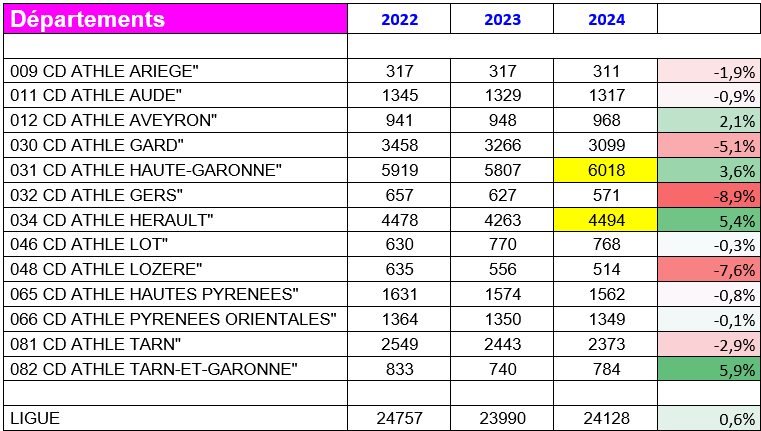 Départements 2022 2023 2024
009 CD ATHLE ARIEGE" 317 317 311 -1,9%
011 CD ATHLE AUDE" 1345 1329 1317 -0,9%
012 CD ATHLE AVEYRON" 941 948 968 2,1%
030 CD ATHLE GARD" 3458 3266 3099 -5,1%
031 CD ATHLE HAUTE-GARONNE" 5919 5807 6018 3,6%
032 CD ATHLE GERS" 657 627 571 -8,9%
034 CD ATHLE HERAULT" 4478 4263 4494 5,4%
046 CD ATHLE LOT" 630 770 768 -0,3%
048 CD ATHLE LOZERE" 635 556 514 -7,6%
065 CD ATHLE HAUTES PYRENEES" 1631 1574 1562 -0,8%
066 CD ATHLE PYRENEES ORIENTALES" 1364 1350 1349 -0,1%
081 CD ATHLE TARN" 2549 2443 2373 -2,9%
082 CD ATHLE TARN-ET-GARONNE" 833 740 784 5,9%
LIGUE 24757 23990 24128 0,6%